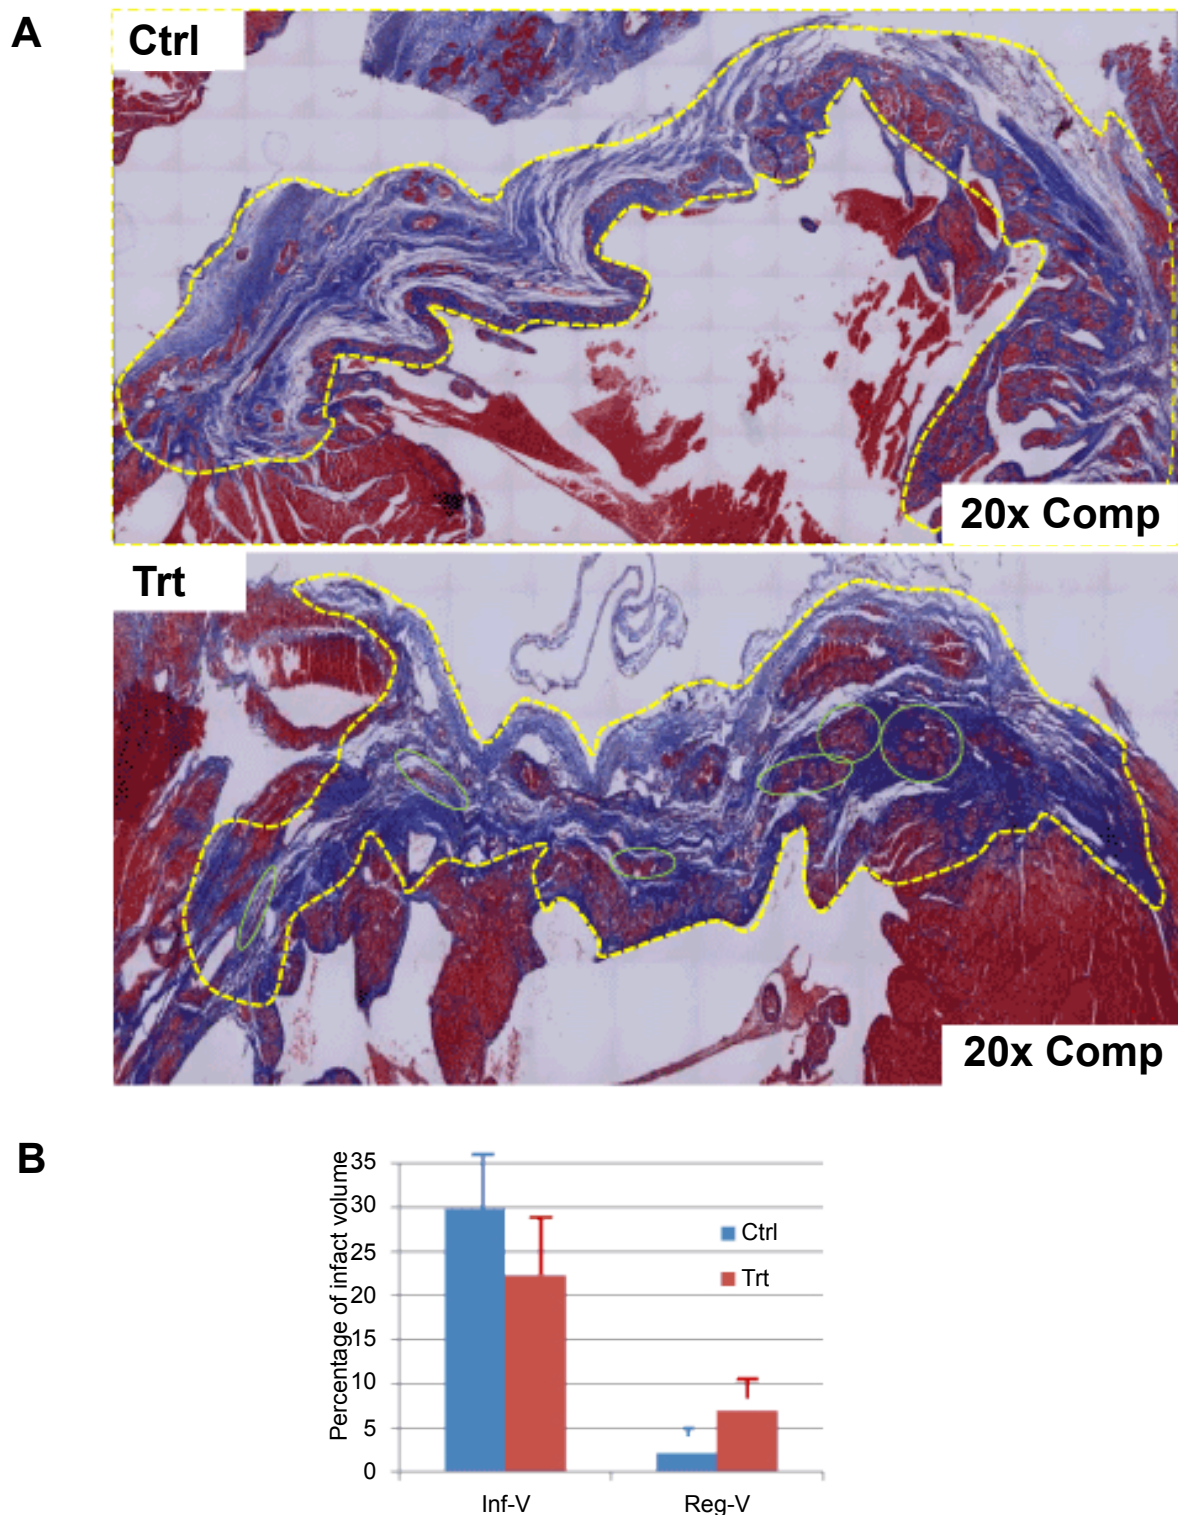 A
Ctrl
20x Comp
Trt
20x Comp
B
Percentage of infact volume
35
30
25
20
15
10
5
0
Ctrl
Trt
Inf-V
Reg-V